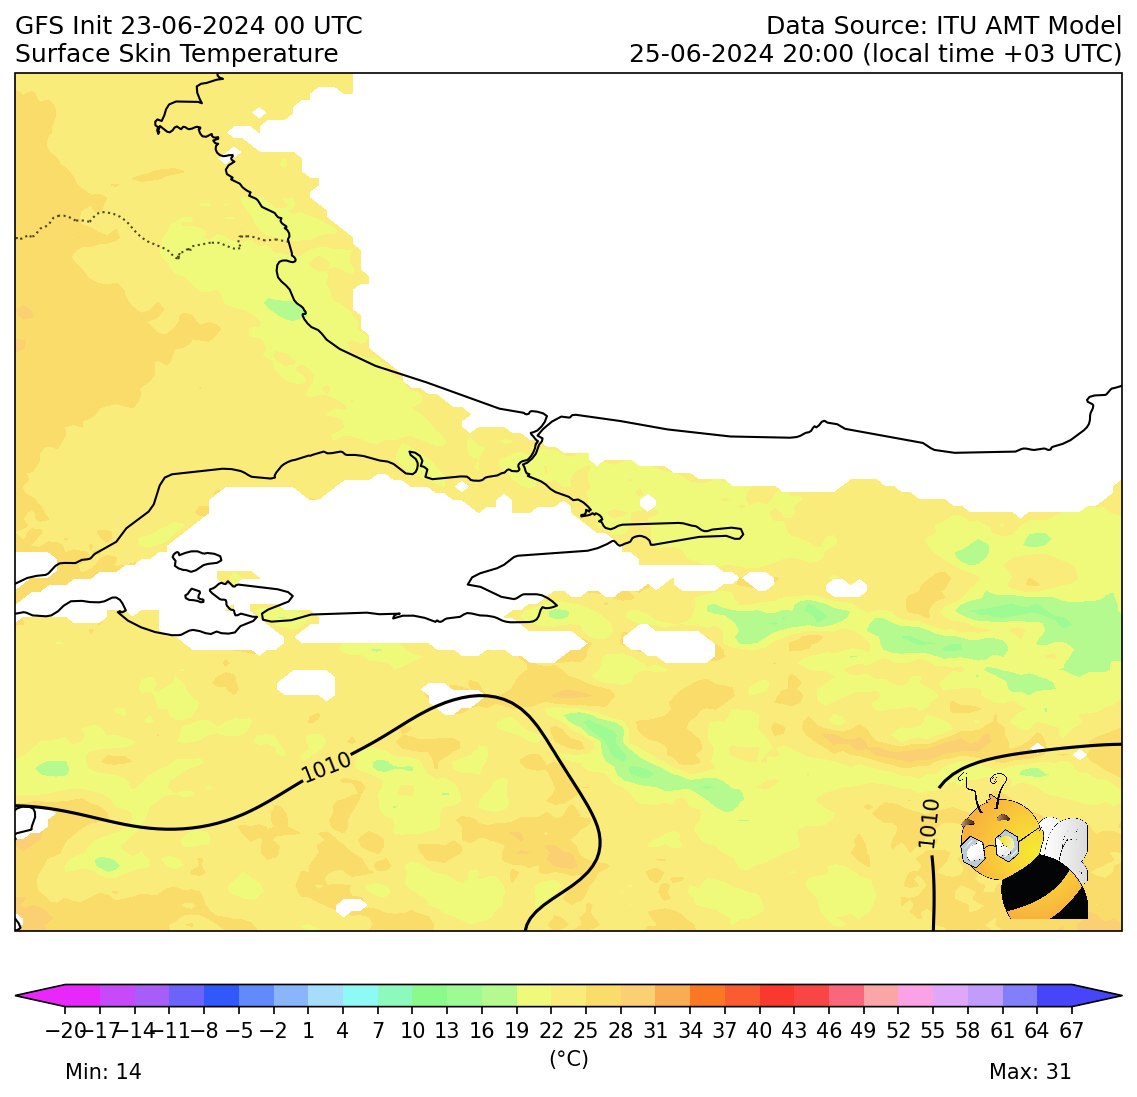 GFS Init 23-06-2024 00 UTC
Surface Skin Temperature
Data Source: ITU AMT Model
25-06-2024 20:00 (local time +03 UTC)
1010
1010
−20 −17 −14 −11 −8 −5 −2 1 4 7 10 13 16 19 22 25 28 31 34 37 40 43 46 49 52 55 58 61 64 67
(°C)
Min: 14
Max: 31